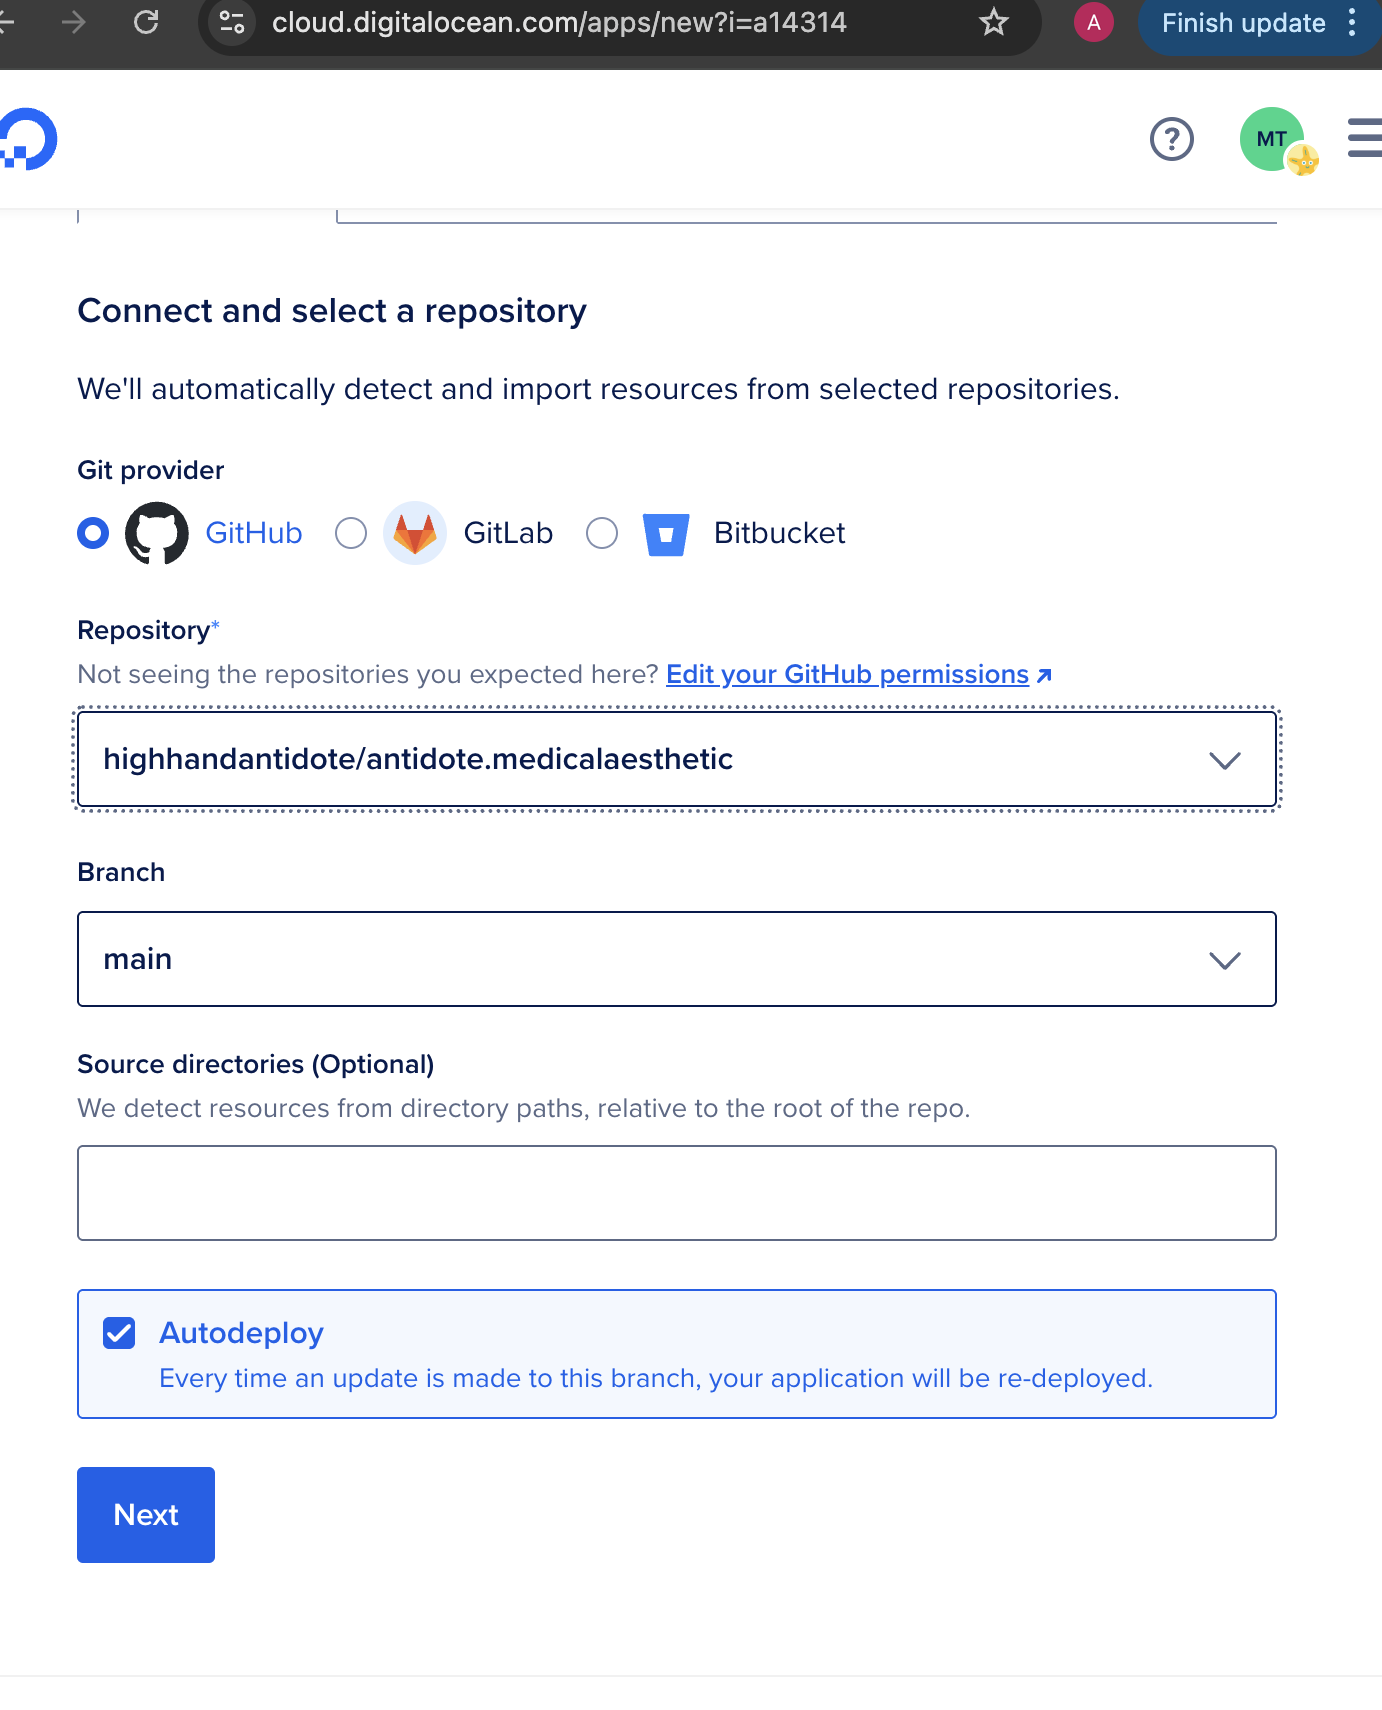 cloud.digitalocean.com/apps/new?i=a14314
A
Finish update
MT
Connect and select a repository
We'll automatically detect and import resources from selected repositories.
Git provider
GitHub
GitLab
Bitbucket
Repository*
Not seeing the repositories you expected here? Edit your GitHub permissions
highhandantidote/antidote.medicalaesthetic
Branch
main
Source directories (Optional)
We detect resources from directory paths, relative to the root of the repo.
Autodeploy
Every time an update is made to this branch, your application will be re-deployed.
Next